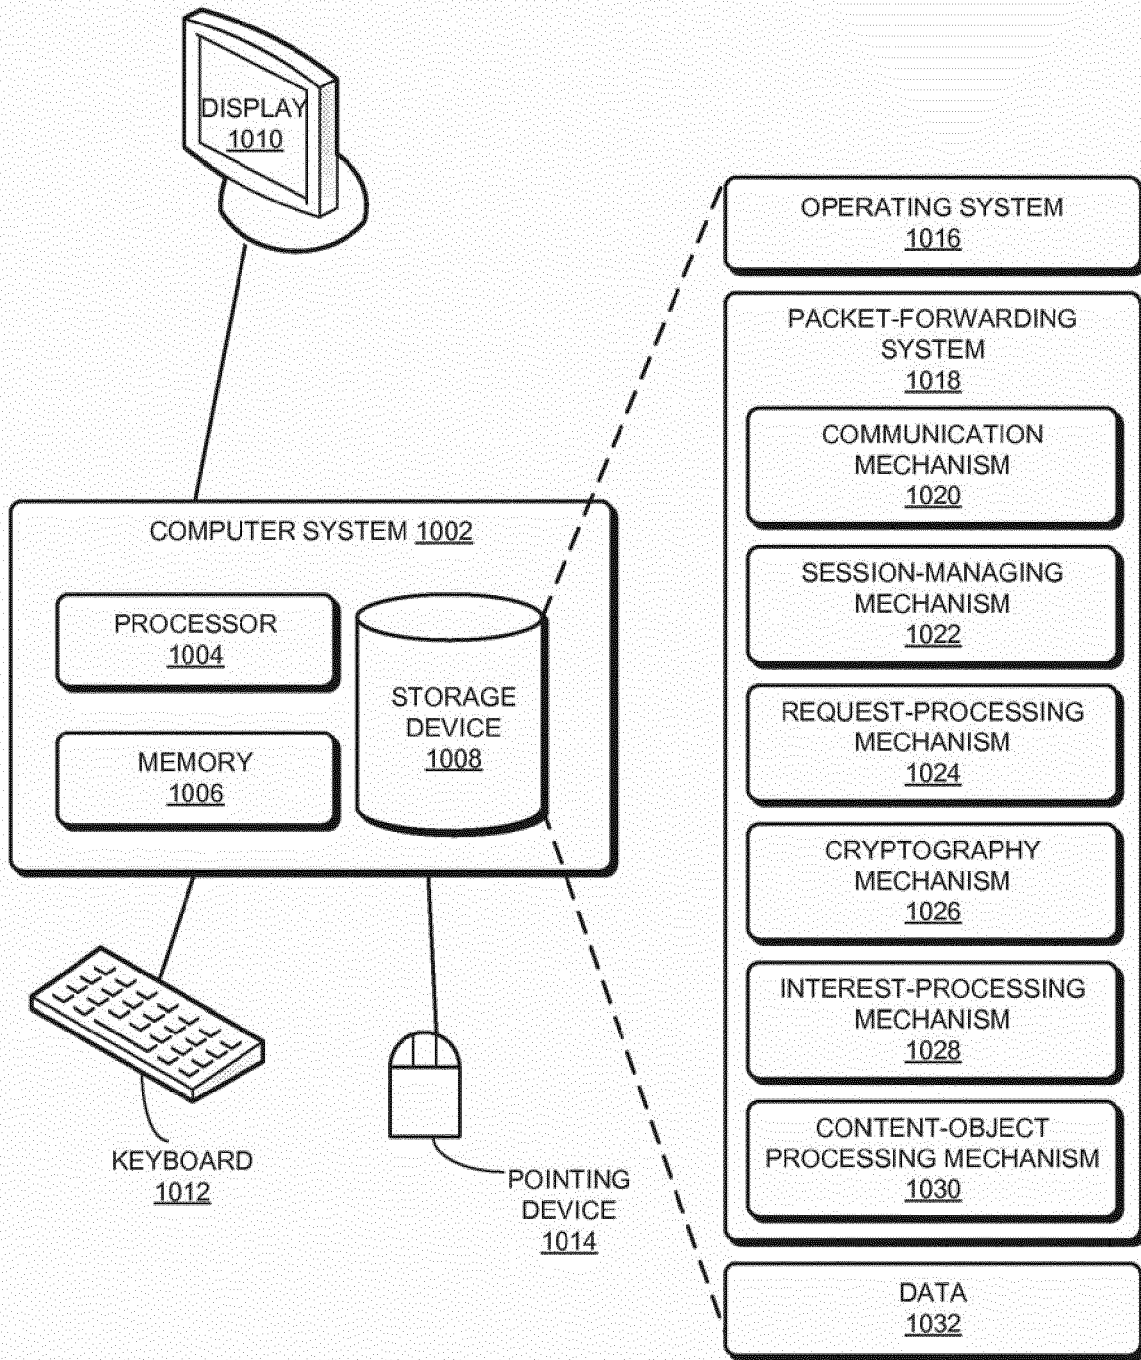 DISPLAY
1010
OPERATING SYSTEM
1016
PACKET-FORWARDING
SYSTEM
1018
COMMUNICATION
MECHANISM
1020
SESSION-MANAGING
MECHANISM
1022
REQUEST-PROCESSING
MECHANISM
1024
CRYPTOGRAPHY
MECHANISM
1026
INTEREST-PROCESSING
MECHANISM
1028
CONTENT-OBJECT
PROCESSING MECHANISM
1030
DATA
1032
COMPUTER SYSTEM 1002
PROCESSOR
1004
MEMORY
1006
STORAGE
DEVICE
1008
KEYBOARD
1012
POINTING
DEVICE
1014